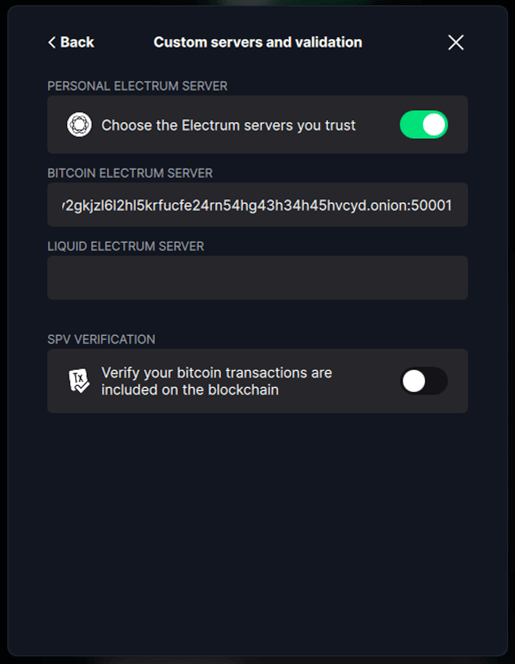 Back
Custom servers and validation
PERSONAL ELECTRUM SERVER
Choose the Electrum servers you trust
BITCOIN ELECTRUM SERVER
/2gkjzl6l2hl5krfucfe24rn54hg43h34h45hvcyd.onion:50001
LIQUID ELECTRUM SERVER
SPV VERIFICATION
Tx
Verify your bitcoin transactions are
included on the blockchain